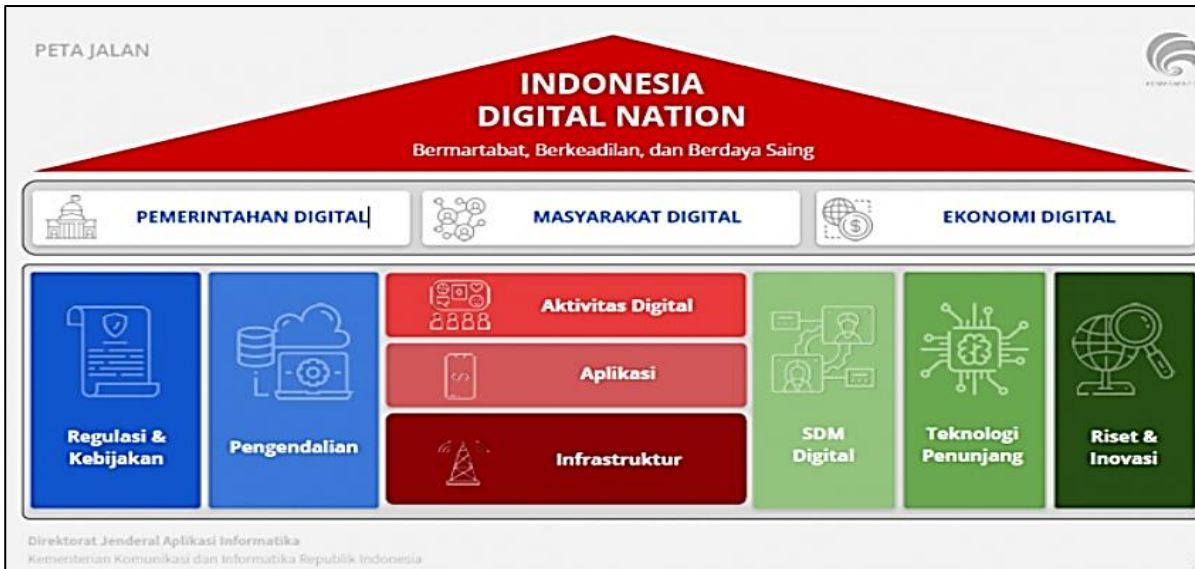 PETA JALAN
INDONESIA
DIGITAL NATION
Bermartabat, Berkeadilan, dan Berdaya Saing
PEMERINTAHAN DIGITAL
MASYARAKAT DIGITAL
EKONOMI DIGITAL
Regulasi &
Kebijakan
Pengendalian
Aktivitas Digital
Aplikasi
Infrastruktur
SDM
Digital
Teknologi
Penunjang
Riset &
Inovasi
Direktorat Jenderal Aplikasi Informatika
Kementerian Komunikasi dan Informatika Republik Indonesia